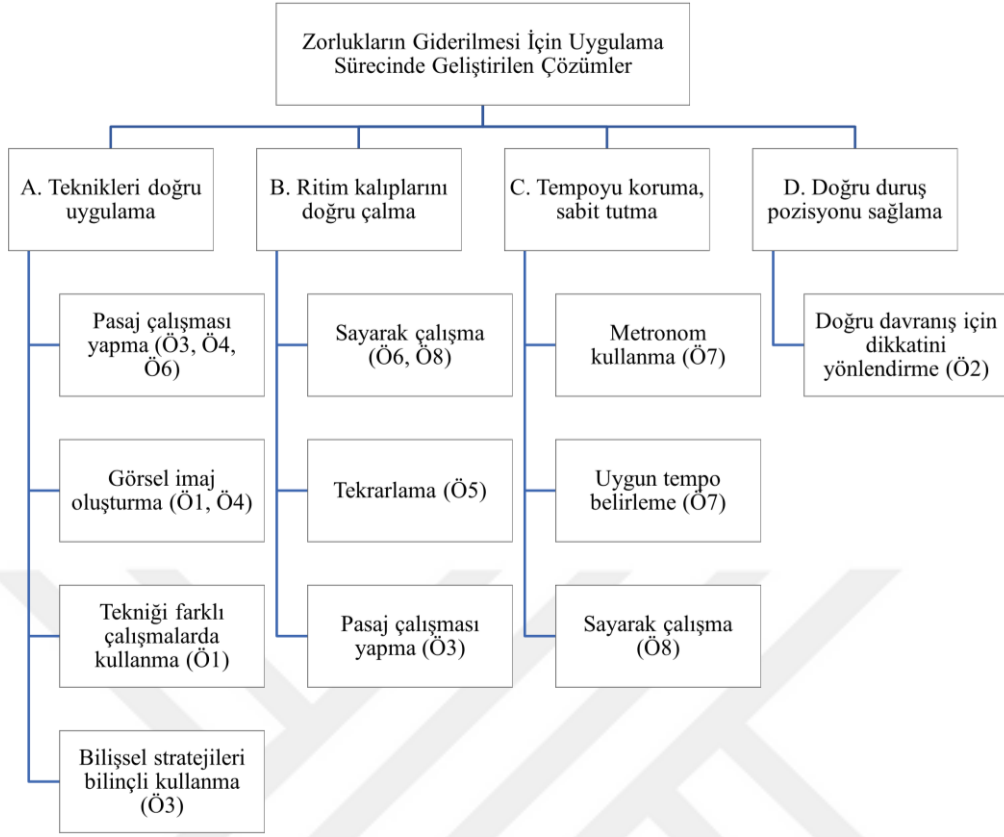 Zorlukların Giderilmesi İçin Uygulama
Sürecinde Geliştirilen Çözümler
A. Teknikleri doğru
uygulama
Pasaj çalışması
yapma (Ö3, Ö4,
Ö6)
Görsel imaj
oluşturma (Ö1, Ö4)
Tekniği farklı
çalışmalarda
kullanma (Ö1)
Bilişsel stratejileri
bilinçli kullanma
(Ö3)
B. Ritim kalıplarını
doğru çalma
Sayarak çalışma
(Ö6, Ö8)
Tekrarlama (Ö5)
Pasaj çalışması
yapma (Ö3)
C. Tempoyu koruma,
sabit tutma
Metronom
kullanma (Ö7)
Uygun tempo
belirleme (Ö7)
Sayarak çalışma
(Ö8)
D. Doğru duruş
pozisyonu sağlama
Doğru davranış için
dikkatini
yönlendirme (Ö2)